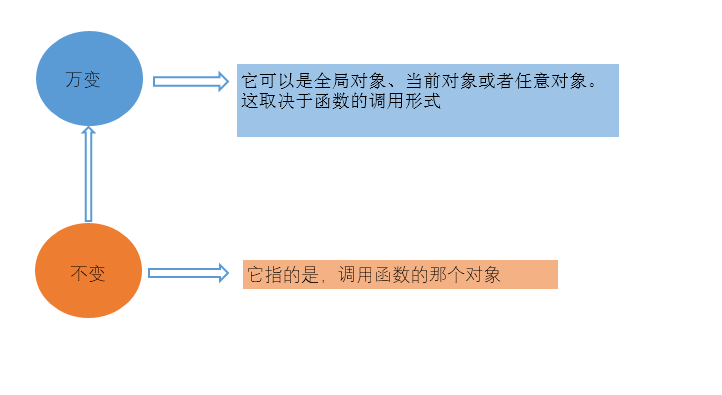 万变
它可以是全局对象、当前对象或者任意对象。
这取决于函数的调用形式
不变
它指的是，调用函数的那个对象